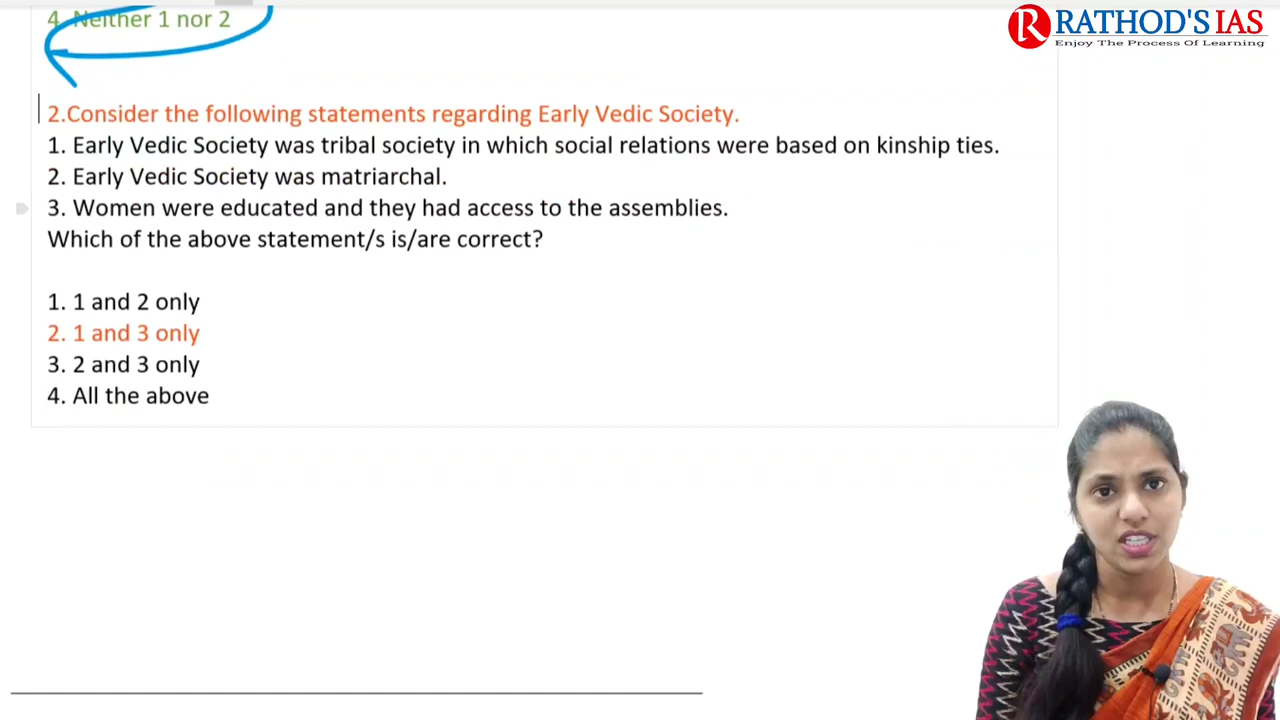 4. Neither 1 nor 2
RATHOD'S IAS
Enjoy The Process Of Learning
2.Consider the following statements regarding Early Vedic Society.
1. Early Vedic Society was tribal society in which social relations were based on kinship ties.
2. Early Vedic Society was matriarchal.
3. Women were educated and they had access to the assemblies.
Which of the above statement/s is/are correct?
1. 1 and 2 only
2. 1 and 3 only
3. 2 and 3 only
4. All the above